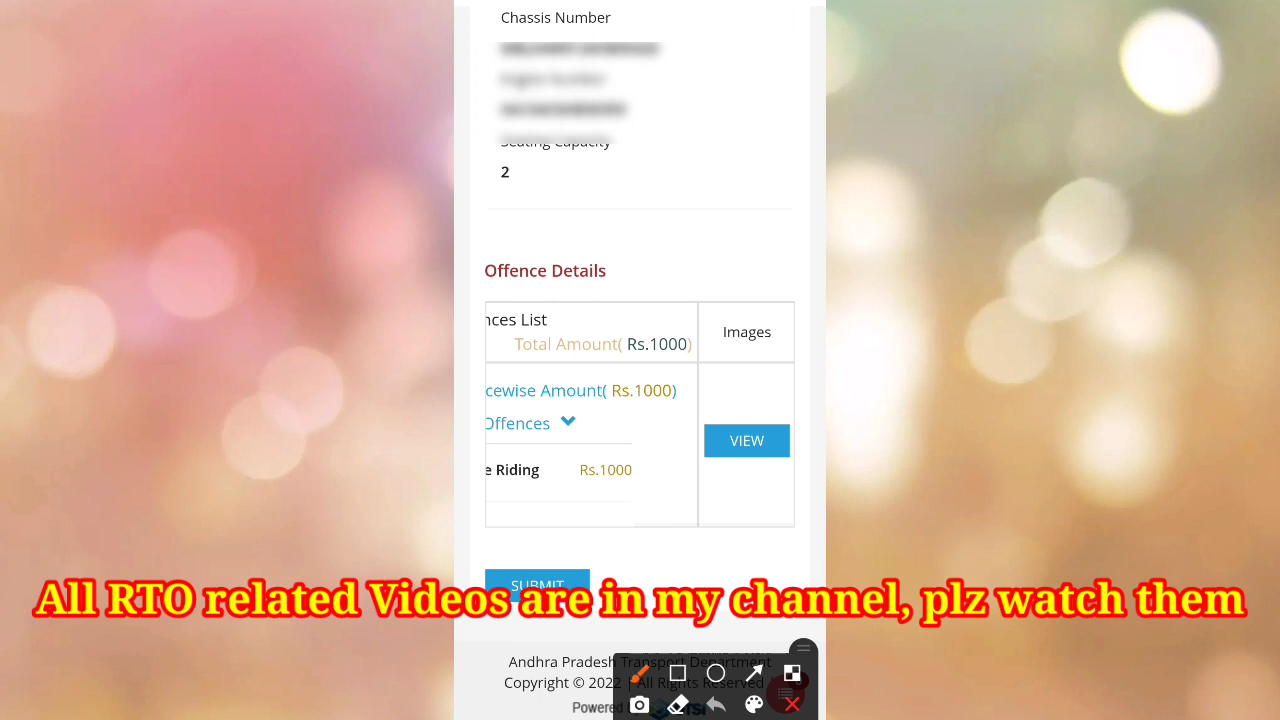 Chassis Number
Seating Capacity
2
Offence Details
nces List
Total Amount( Rs.1000)
Images
cewise Amount( Rs.1000)
Offences
VIEW
e Riding
Rs.1000
SUBMIT
All RTO related Videos are in my channel, plz watch them
Andhra Pradesh Transport Department
Copyright © 2022 | All Rights Reserved
Powered